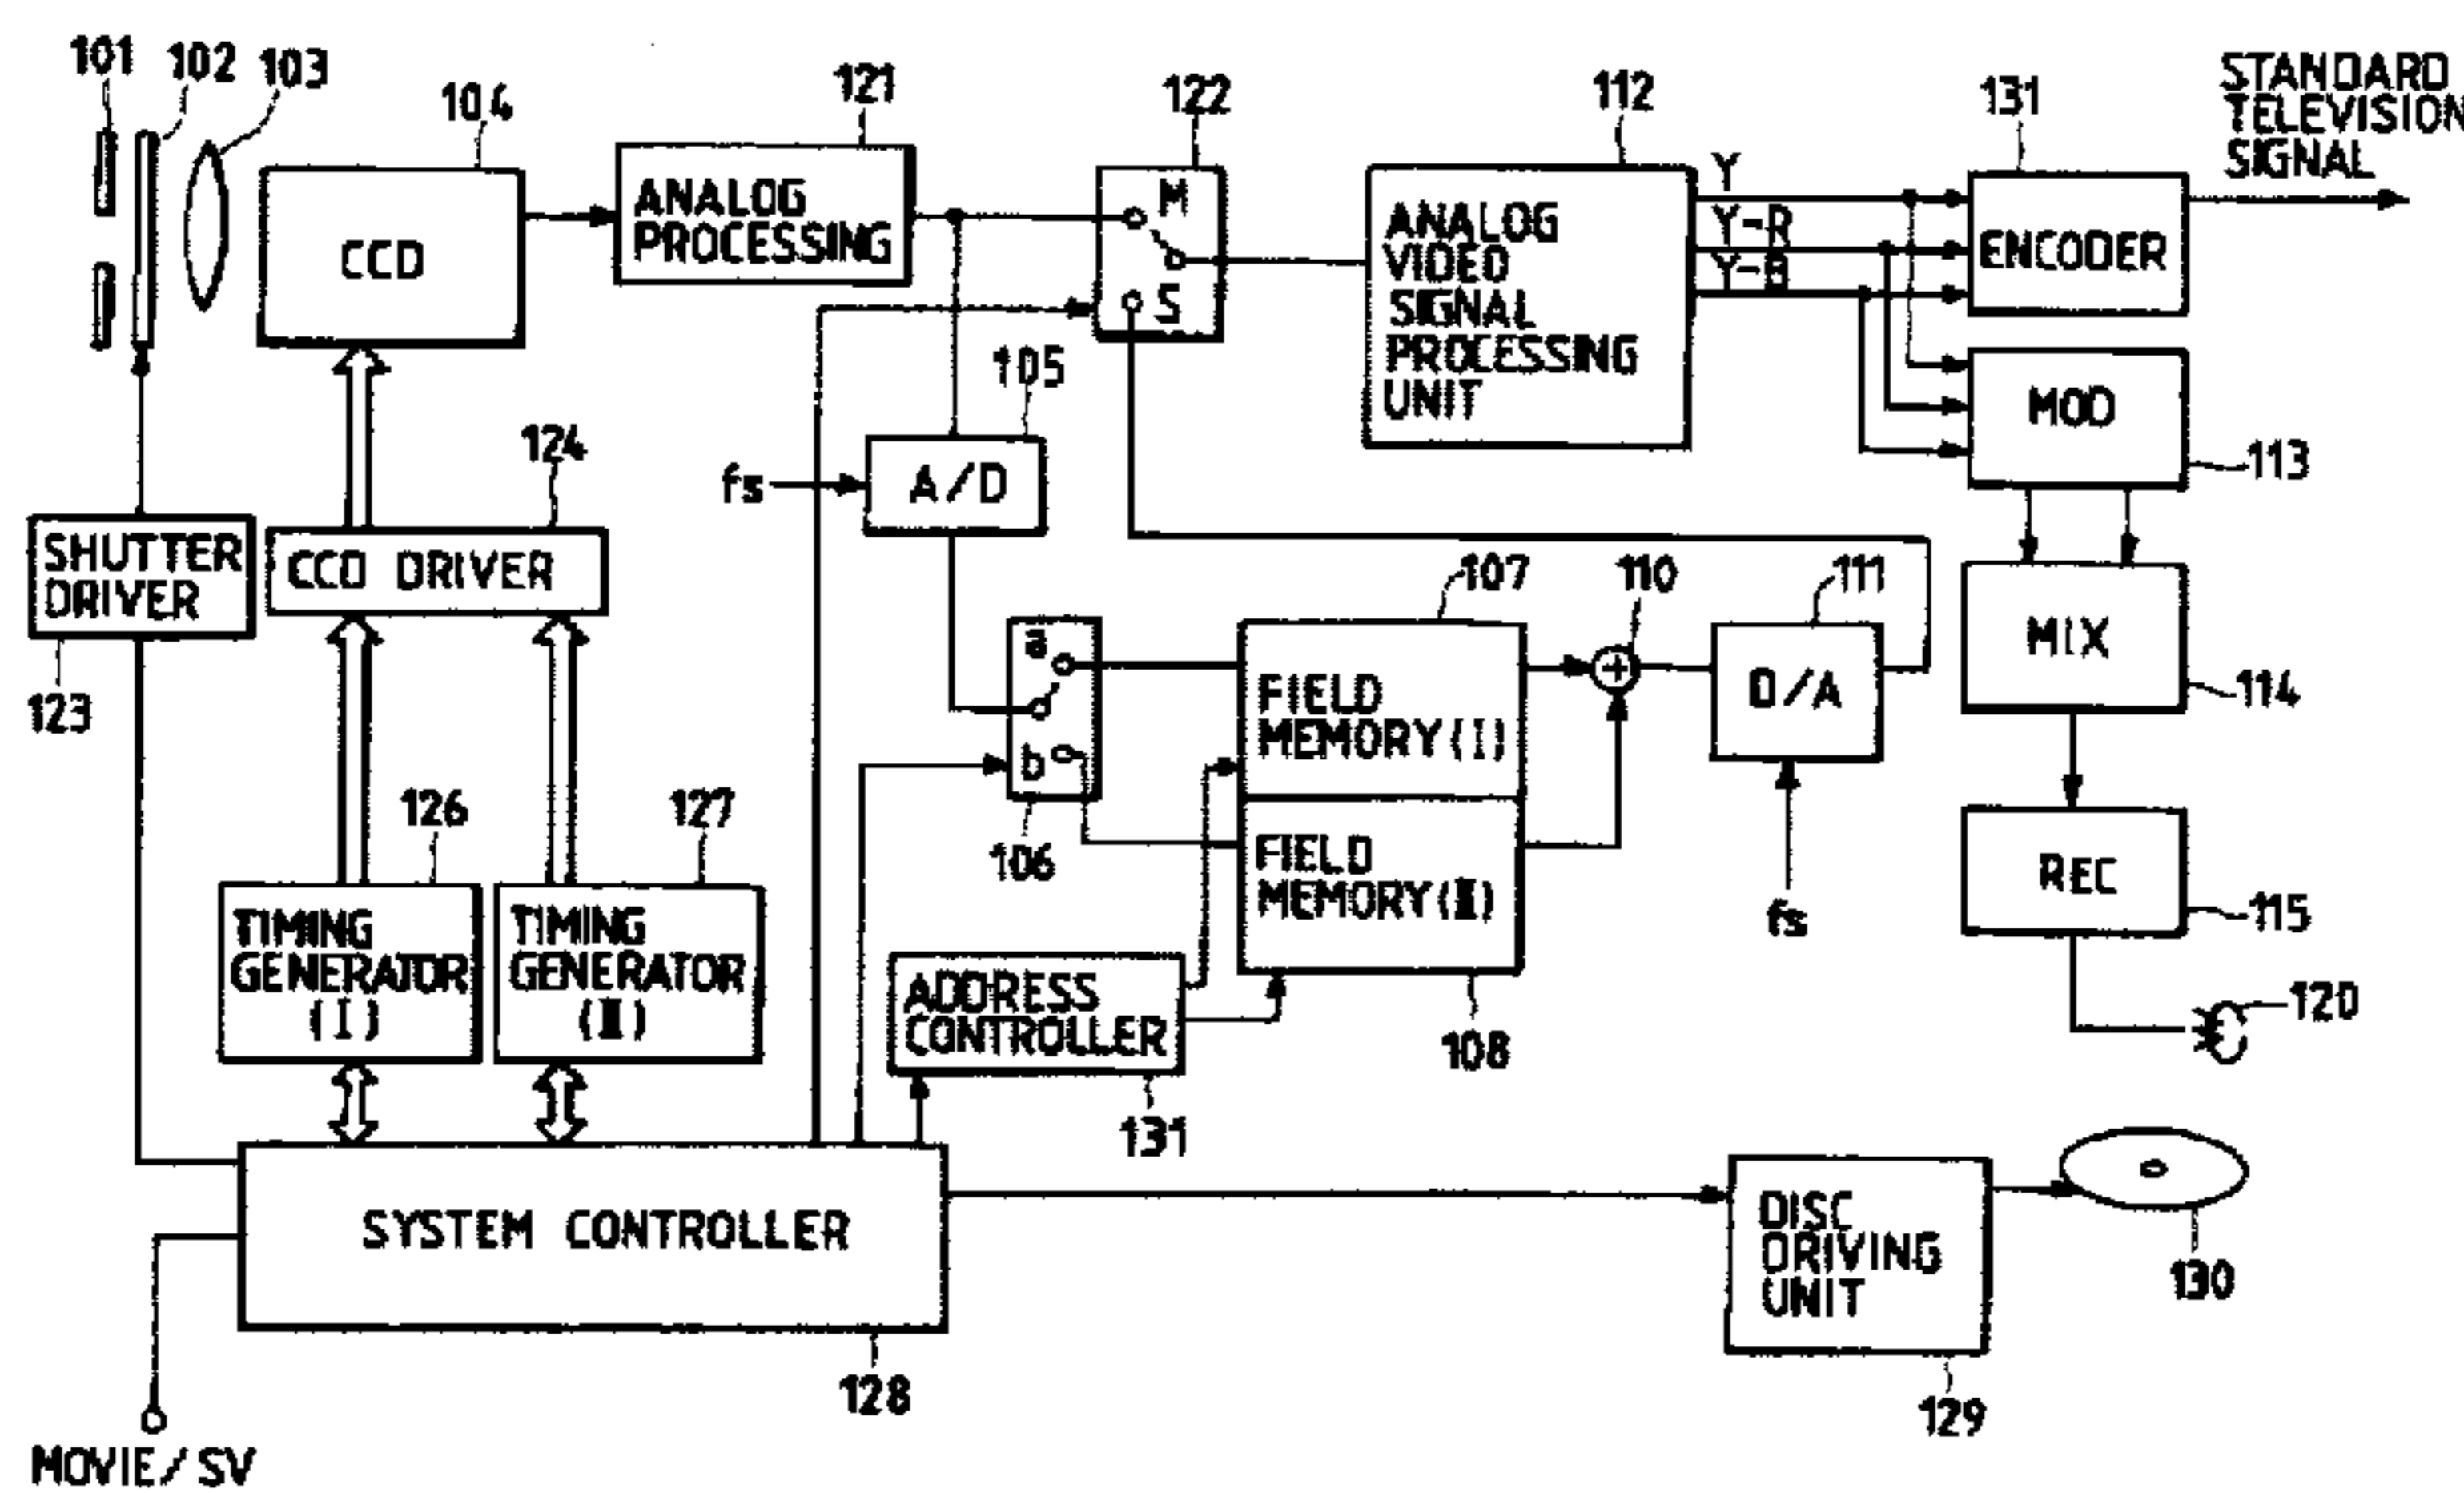 101
102
103
104
121
122
112
131
STANDARD
TELEVISION
SIGNAL
CCD
ANALOG
PROCESSING
M
S
ANALOG
VIDEO
SIGNAL
PROCESSING
UNIT
Y
Y-R
Y-B
ENCODER
105
fs
A/D
MOD
113
124
SHUTTER
DRIVER
123
CCD DRIVER
107
110
111
a
b
106
FIELD
MEMORY(I)
FIELD
MEMORY(II)
108
D/A
fs
MIX
114
126
127
TIMING
GENERATOR
(I)
TIMING
GENERATOR
(II)
REC
115
ADDRESS
CONTROLLER
131
120
SYSTEM CONTROLLER
128
DISC
DRIVING
UNIT
129
130
MOVIE/SV